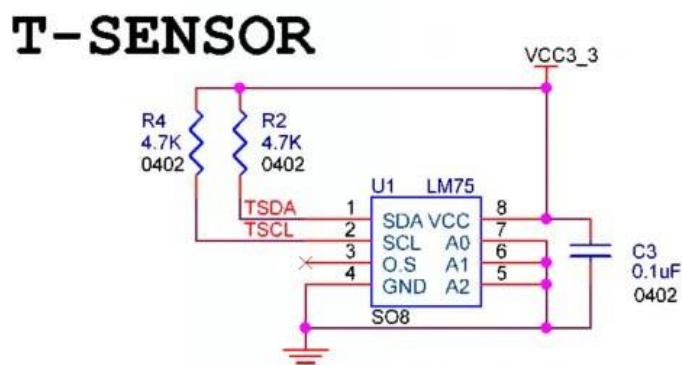 T-SENSOR
VCC3_3
R4
4.7K
0402
R2
4.7K
0402
U1 LM75
TSDA 1 SDA VCC 8
TSCL 2 SCL A0 7
3 O.S A1 6
4 GND A2 5
SO8
C3
0.1uF
0402